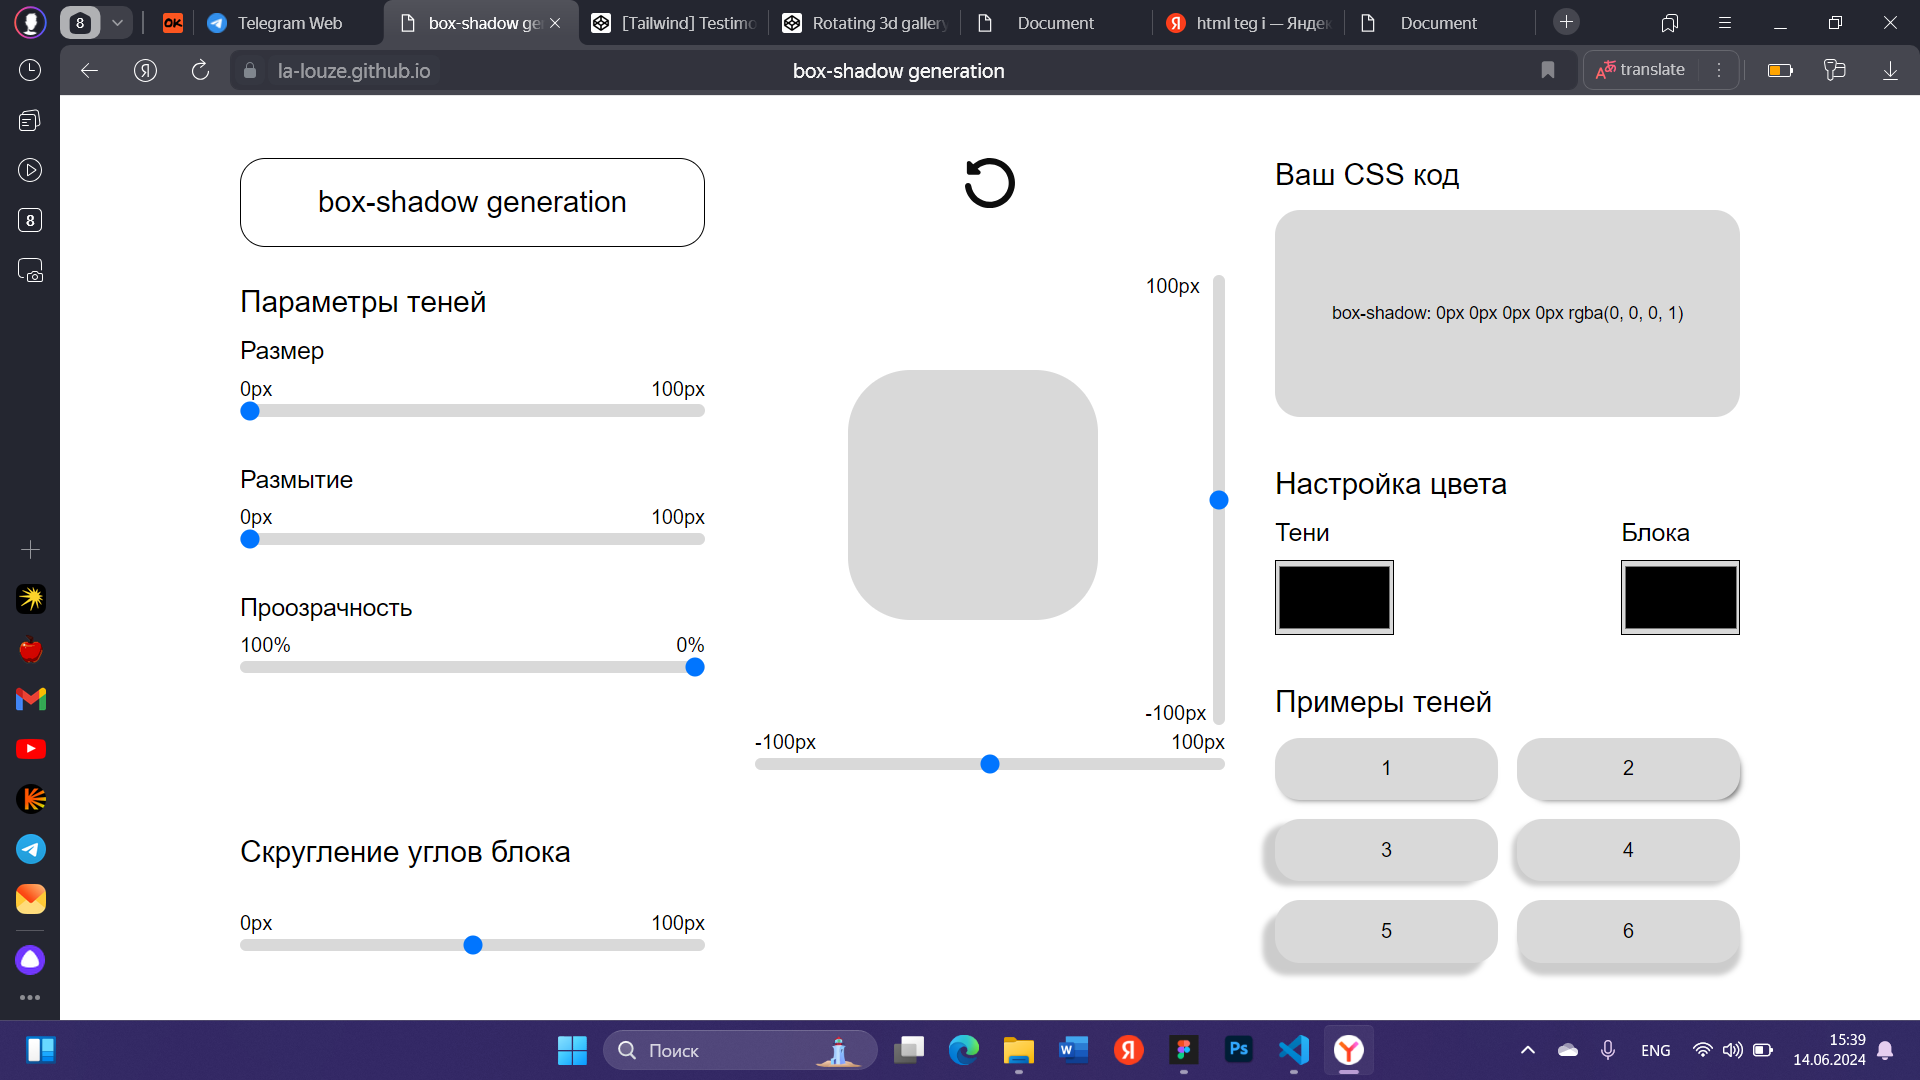 8
OK
Telegram Web
box-shadow ge
[Tailwind] Testimo
Rotating 3d gallery
Document
Я
html teg i — Яндек
Document
Я
la-louze.github.io
box-shadow generation
translate
8
box-shadow generation
Параметры теней
Размер
0px
100px
Размытие
0px
100px
Проозрачность
100%
0%
Скругление углов блока
0px
100px
100px
-100px
-100px
100px
Ваш CSS код
box-shadow: 0px 0px 0px 0px rgba(0, 0, 0, 1)
Настройка цвета
Тени
Блока
Примеры теней
1
2
3
4
5
6
Поиск
W
Я
Ps
ENG
15:39
14.06.2024